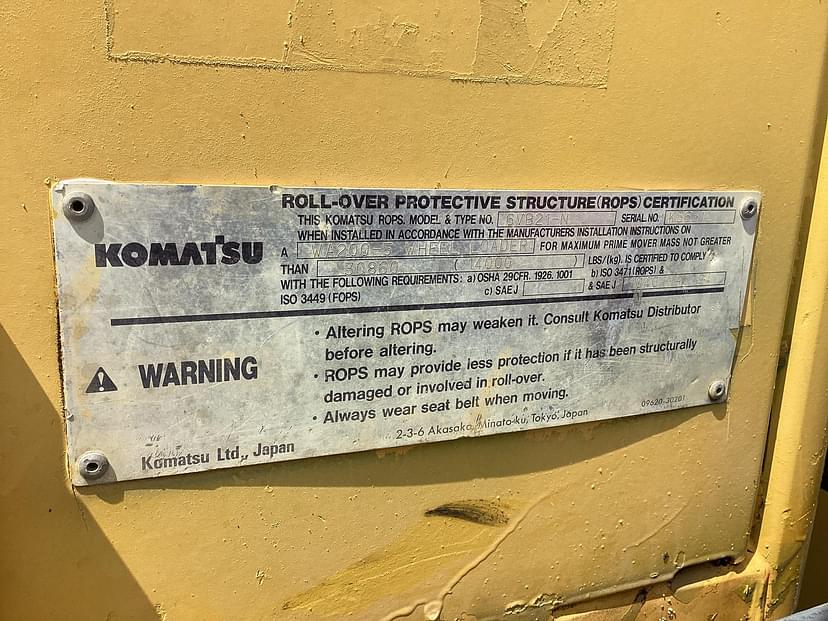 ROLL-OVER PROTECTIVE STRUCTURE(ROPS) CERTIFICATION
THIS KOMATSU ROPS. MODEL & TYPE NO. 6VB21-N SERIAL NO.
WHEN INSTALLED IN ACCORDANCE WITH THE MANUFACTURERS INSTALLATION INSTRUCTIONS ON
KOMATSU
A WHEEL LOADER FOR MAXIMUM PRIME MOVER MASS NOT GREATER
THAN 30860 (14000) LBS/(kg). IS CERTIFIED TO COMPLY
WITH THE FOLLOWING REQUIREMENTS: a) OSHA 29CFR. 1926. 1001 b) ISO 3471(ROPS) &
ISO 3449 (FOPS) c) SAE J & SAE J
WARNING
· Altering ROPS may weaken it. Consult Komatsu Distributor
before altering.
· ROPS may provide less protection if it has been structurally
damaged or involved in roll-over.
· Always wear seat belt when moving.
09620-30201
2-3-6 Akasaka, Minato-ku, Tokyo, Japan
Komatsu Ltd., Japan